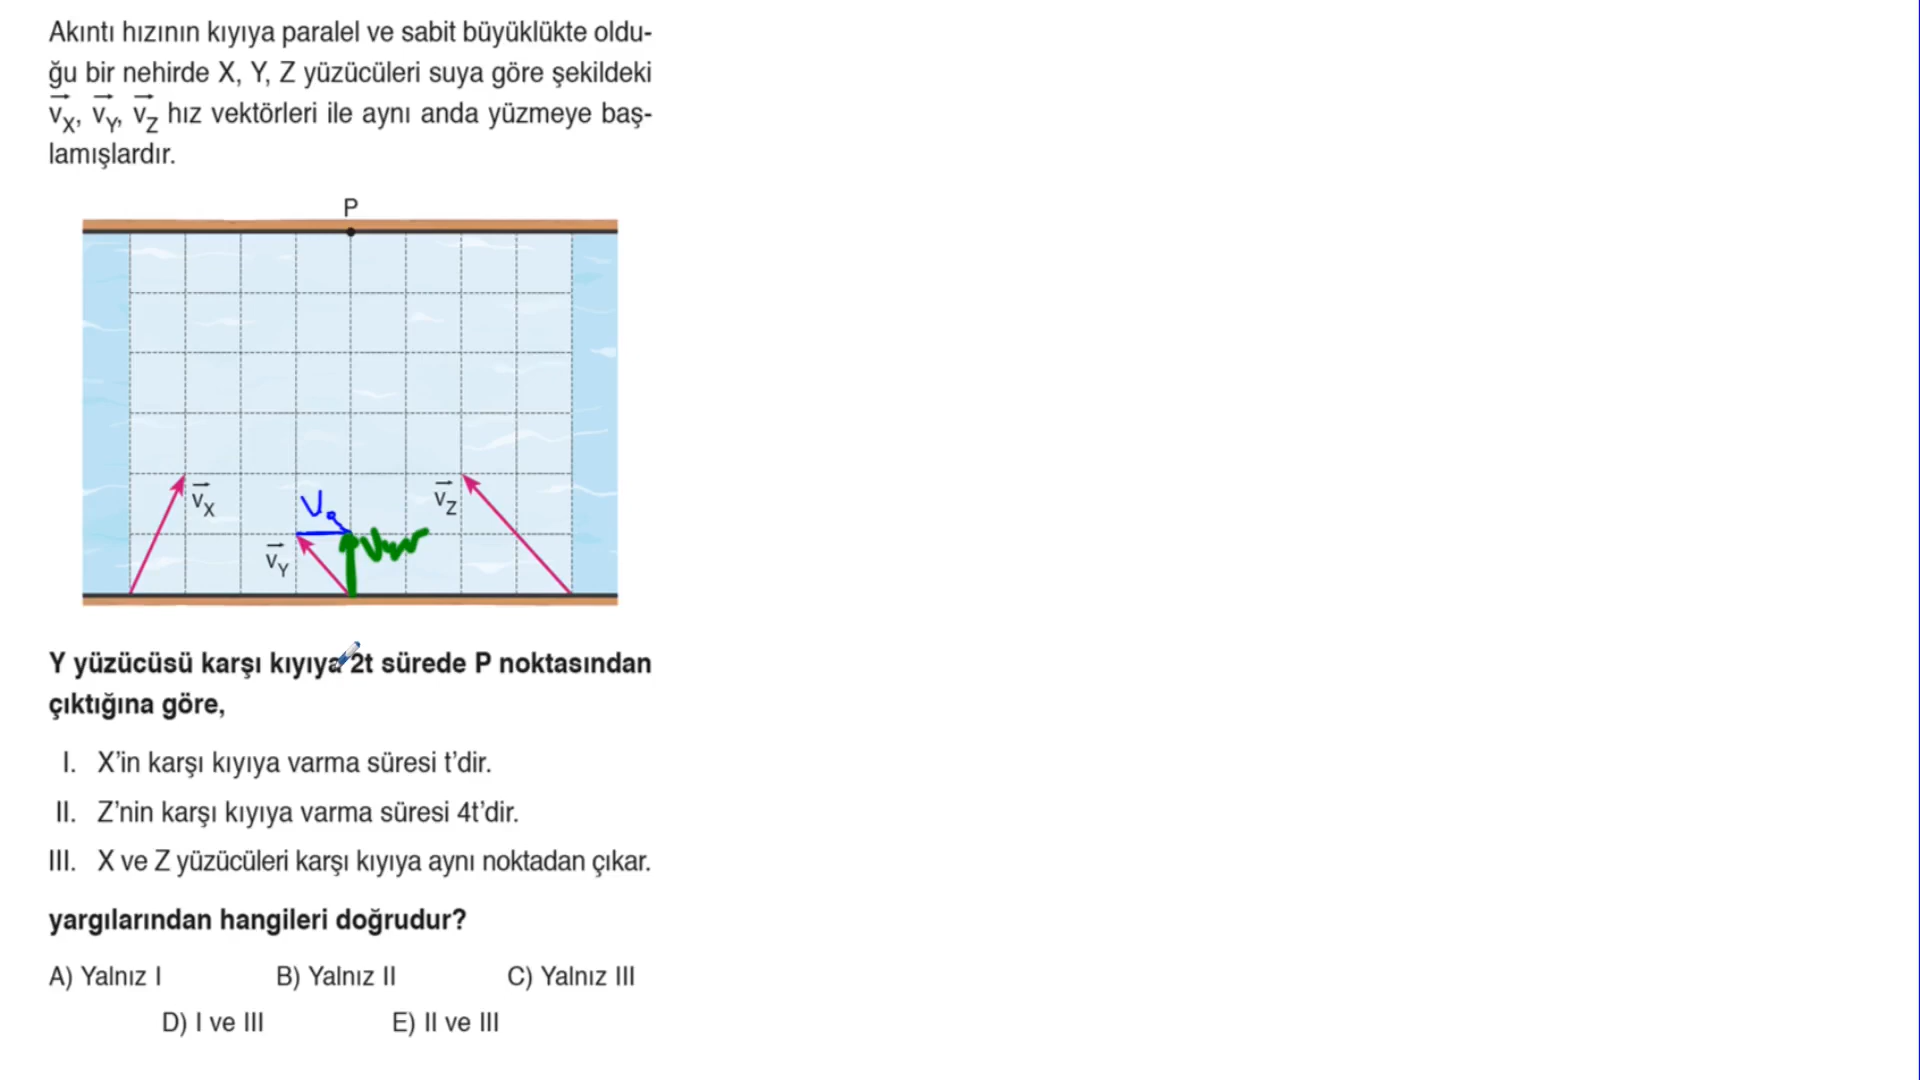 Akıntı hızının kıyıya paralel ve sabit büyüklükte oldu-
ğu bir nehirde X, Y, Z yüzücüleri suya göre şekildeki
v⃗X, v⃗Y, v⃗Z hız vektörleri ile aynı anda yüzmeye baş-
lamışlardır.
P
v⃗X
v⃗Y
v⃗Z
Y yüzücüsü karşı kıyıya 2t sürede P noktasından
çıktığına göre,
I. X’in karşı kıyıya varma süresi t’dir.
II. Z’nin karşı kıyıya varma süresi 4t’dir.
III. X ve Z yüzücüleri karşı kıyıya aynı noktadan çıkar.
yargılarından hangileri doğrudur?
A) Yalnız I B) Yalnız II C) Yalnız III
D) I ve III E) II ve III